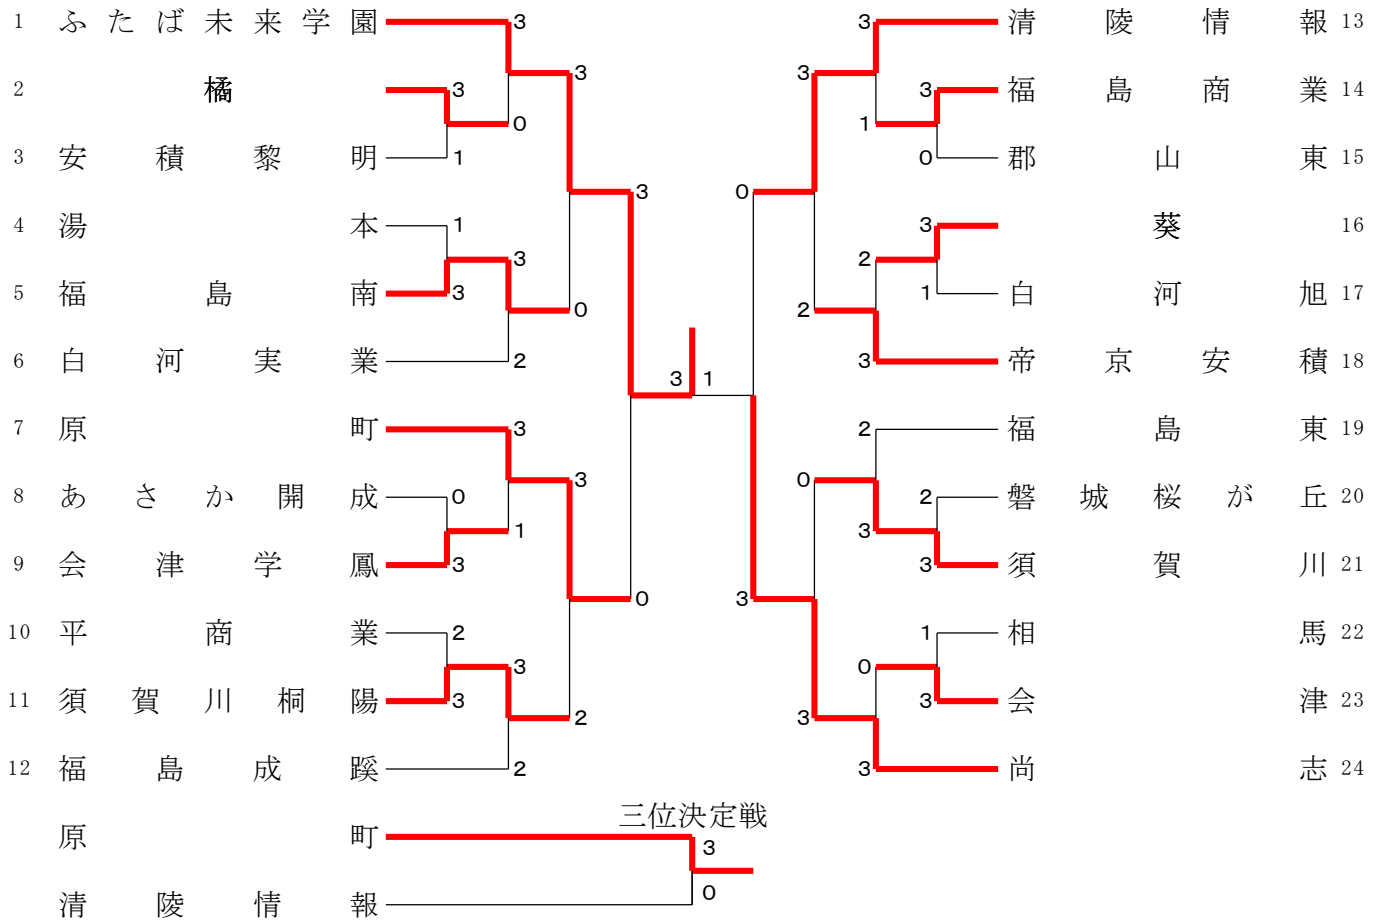 1 ふたば未来学園 3 3 清陵情報 13
3 3
2 橘 3 3 福島商業 14
0 1
3 安積黎明 1 0 郡山東 15
3 0
4 湯本 1 3 葵 16
3 2
5 福島南 3 1 白河旭 17
0 2
6 白河実業 2 3 帝京安積 18
3 1
7 原町 3 2 福島東 19
3 0
8 あさか開成 0 2 磐城桜が丘 20
1 3
9 会津学鳳 3 3 須賀川 21
0 3
10 平商業 2 1 相馬 22
3 0
11 須賀川桐陽 3 3 会津 23
2 3
12 福島成蹊 2 3 尚志 24
三位決定戦
原町 3
清陵情報 0